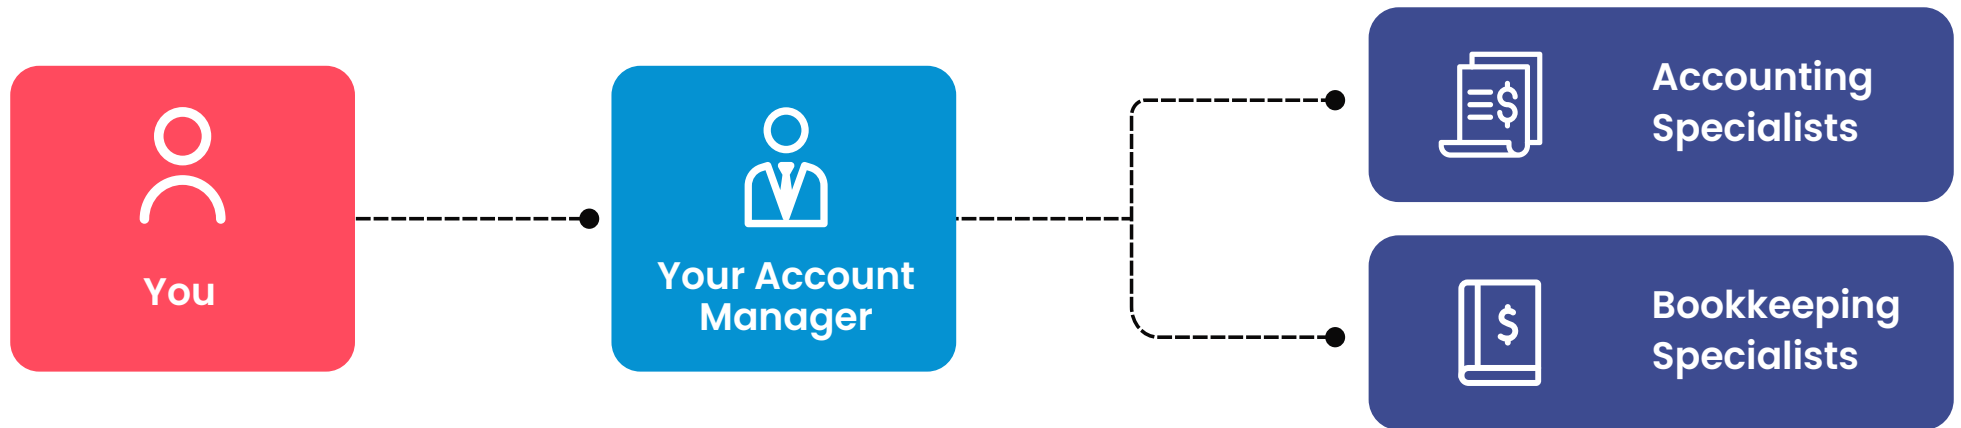 You
Your Account
Manager
Accounting
Specialists
Bookkeeping
Specialists